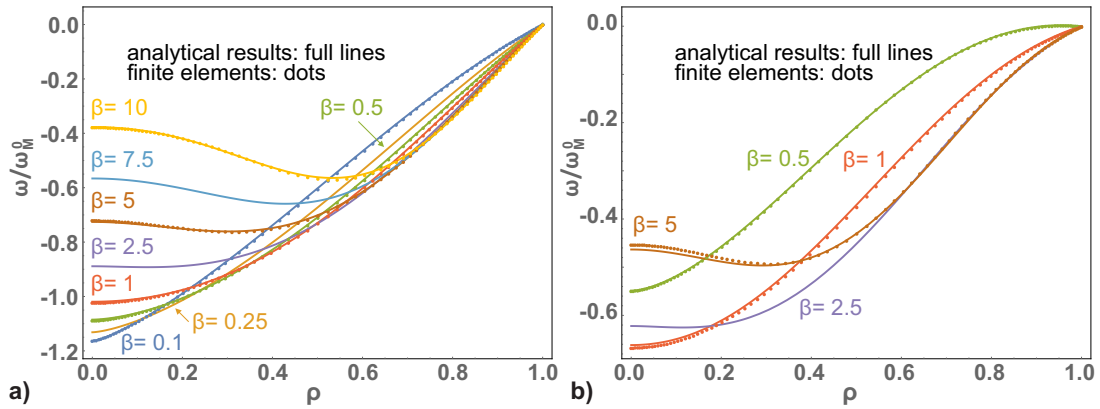 analytical results: full lines
finite elements: dots
β= 10
β= 7.5
β= 5
β= 2.5
β= 1
β= 0.1
β= 0.25
β= 0.5
0.0
-0.2
-0.4
-0.6
-0.8
-1.0
-1.2
ω/ω⁰_M
0.0 0.2 0.4 0.6 0.8 1.0
ρ
a)
analytical results: full lines
finite elements: dots
β= 0.5
β= 1
β= 5
β= 2.5
0.0
-0.2
-0.4
-0.6
ω/ω⁰_M
0.0 0.2 0.4 0.6 0.8 1.0
ρ
b)